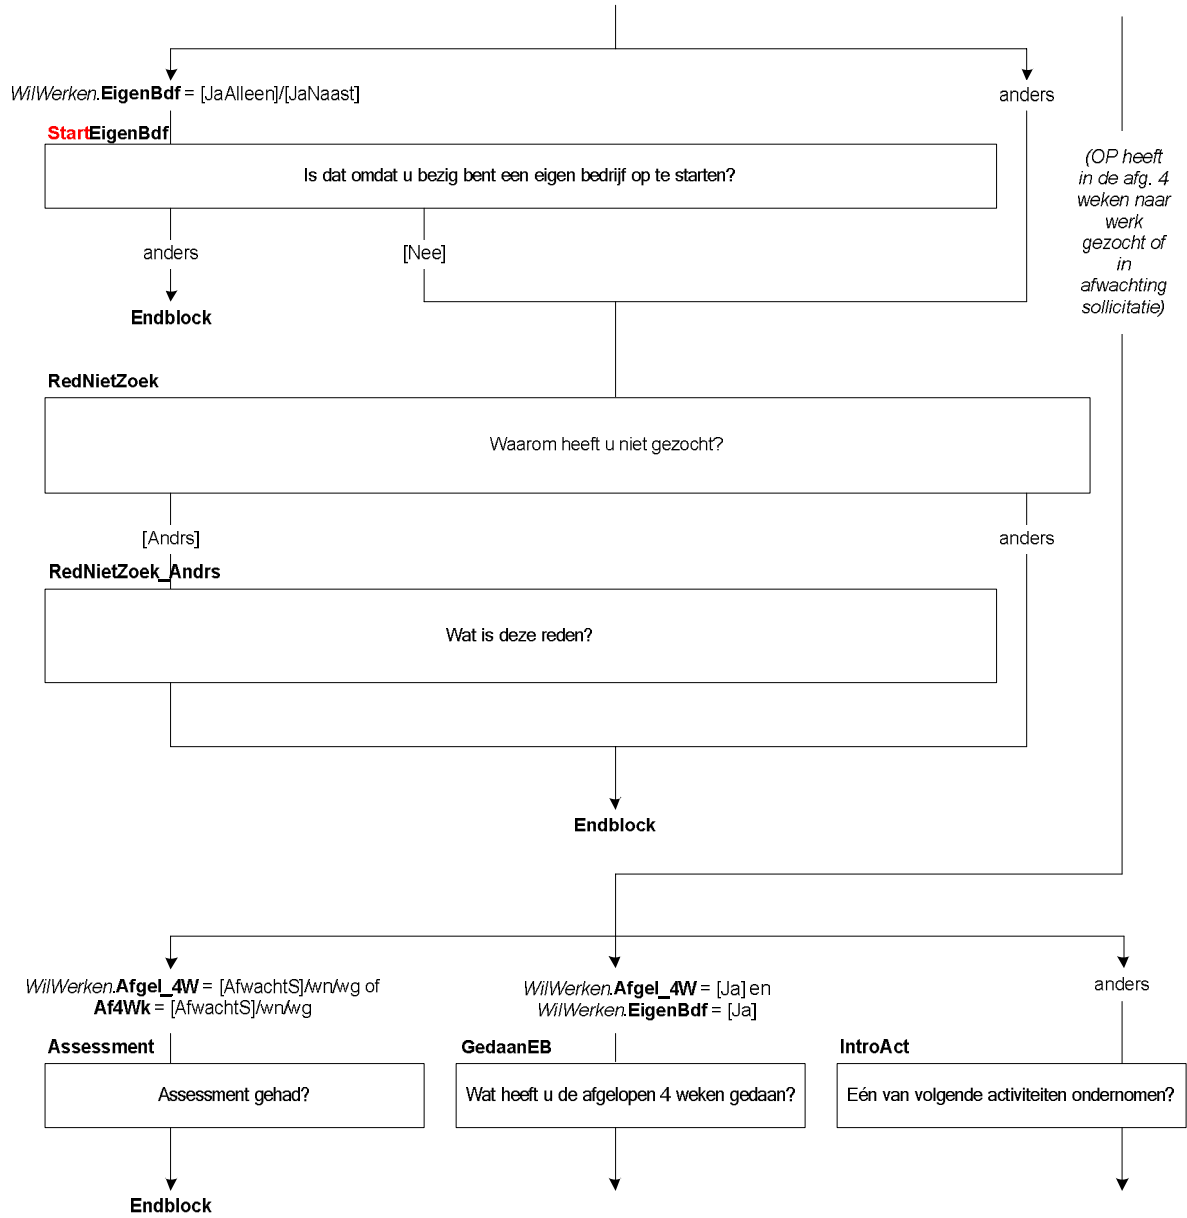 WilWerken.EigenBdf = [JaAlleen]/[JaNaast]
anders
StartEigenBdf
Is dat omdat u bezig bent een eigen bedrijf op te starten?
(OP heeft
in de afg. 4
weken naar
werk
gezocht of
in
afwachting
sollicitatie)
anders
[Nee]
Endblock
RedNietZoek
Waarom heeft u niet gezocht?
[Andrs]
anders
RedNietZoek_Andrs
Wat is deze reden?
Endblock
WilWerken.Afgel_4W = [AfwachtS]/wn/wg of
Af4Wk = [AfwachtS]/wn/wg
WilWerken.Afgel_4W = [Ja] en
WilWerken.EigenBdf = [Ja]
anders
Assessment
GedaanEB
IntroAct
Assessment gehad?
Wat heeft u de afgelopen 4 weken gedaan?
Eén van volgende activiteiten ondernomen?
Endblock